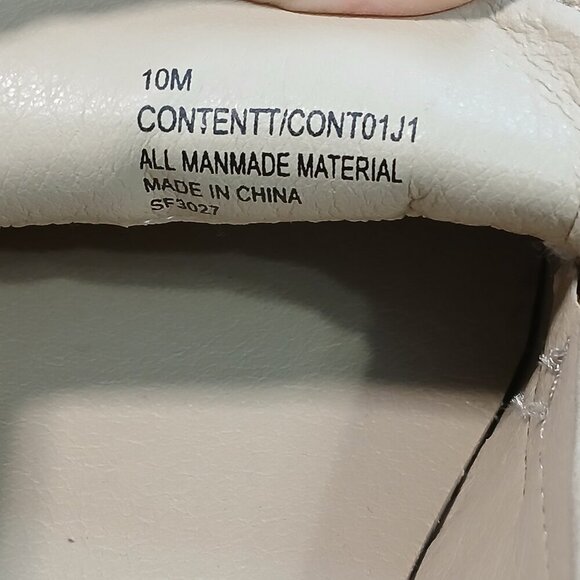 10M
CONTENTT/CONT01J1
ALL MANMADE MATERIAL
MADE IN CHINA
SF3027